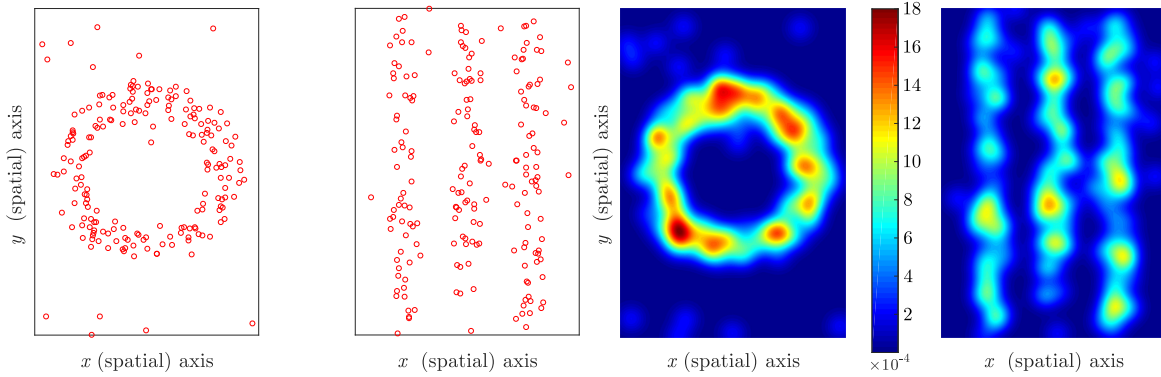 y (spatial) axis
x (spatial) axis
x (spatial) axis
y (spatial) axis
x (spatial) axis
18
16
14
12
10
8
6
4
2
×10⁻⁴
x (spatial) axis